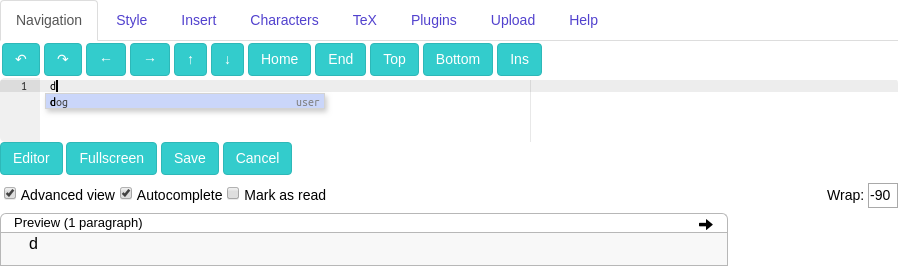 Navigation Style Insert Characters TeX Plugins Upload Help
↶ ↷ ← → ↑ ↓ Home End Top Bottom Ins
1 d
dog user
Editor Fullscreen Save Cancel
Advanced view Autocomplete Mark as read Wrap: -90
Preview (1 paragraph)
d